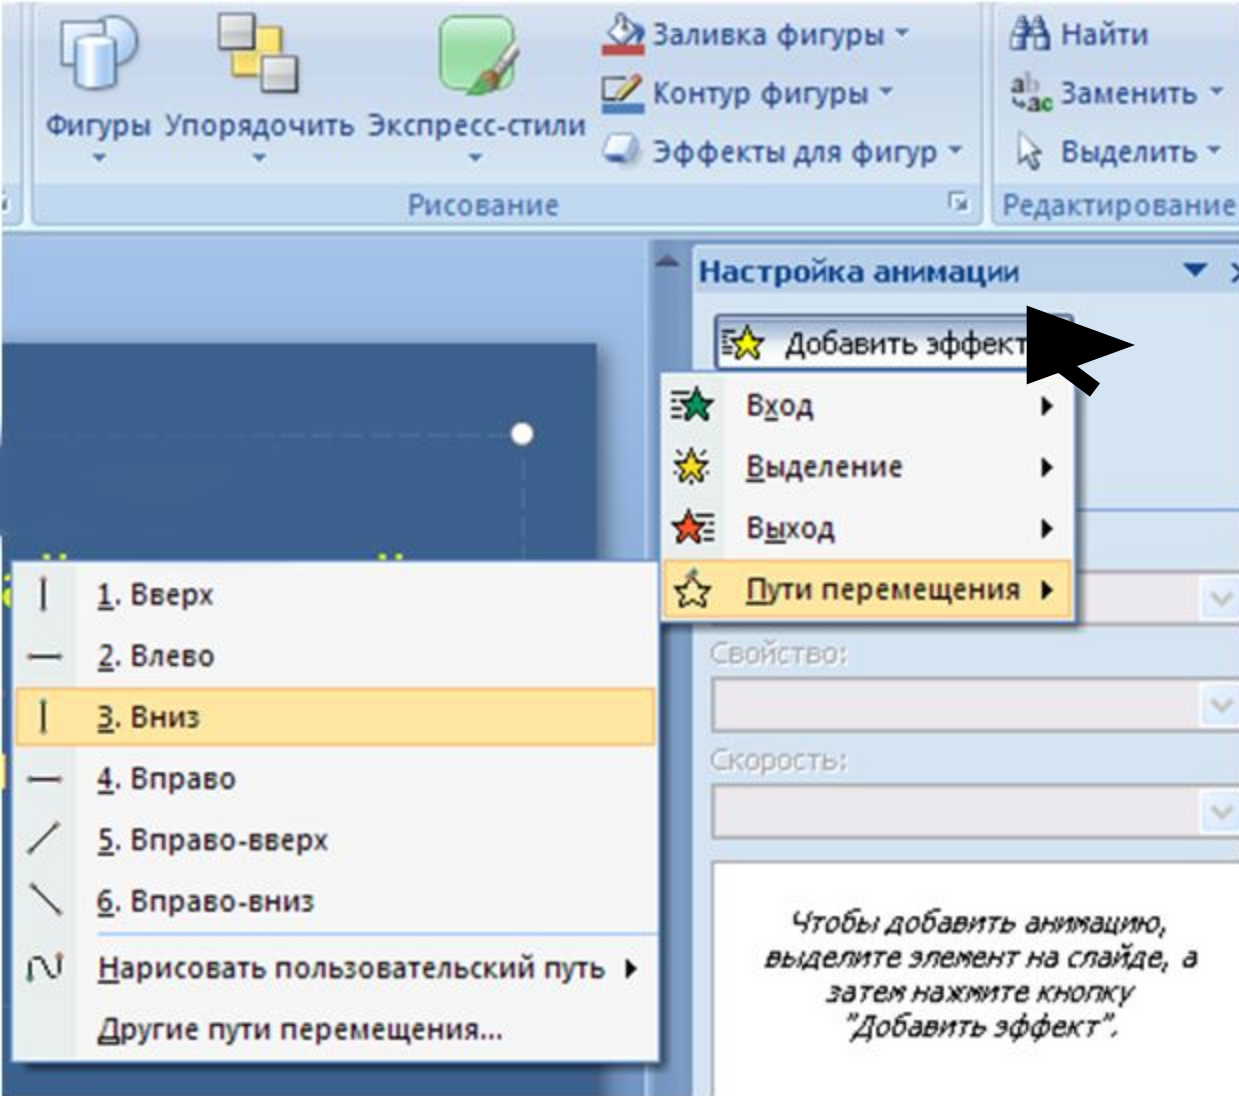 Фигуры
Упорядочить
Экспресс-стили
Заливка фигуры
Контур фигуры
Эффекты для фигур
Рисование
Найти
Заменить
Выделить
Редактирование
Настройка анимации
Добавить эффект
Вход
Выделение
Выход
Пути перемещения
1. Вверх
2. Влево
3. Вниз
4. Вправо
5. Вправо-вверх
6. Вправо-вниз
Нарисовать пользовательский путь
Другие пути перемещения...
Свойство:
Скорость:
Чтобы добавить анимацию,
выделите элемент на слайде, а
затем нажмите кнопку
"Добавить эффект".